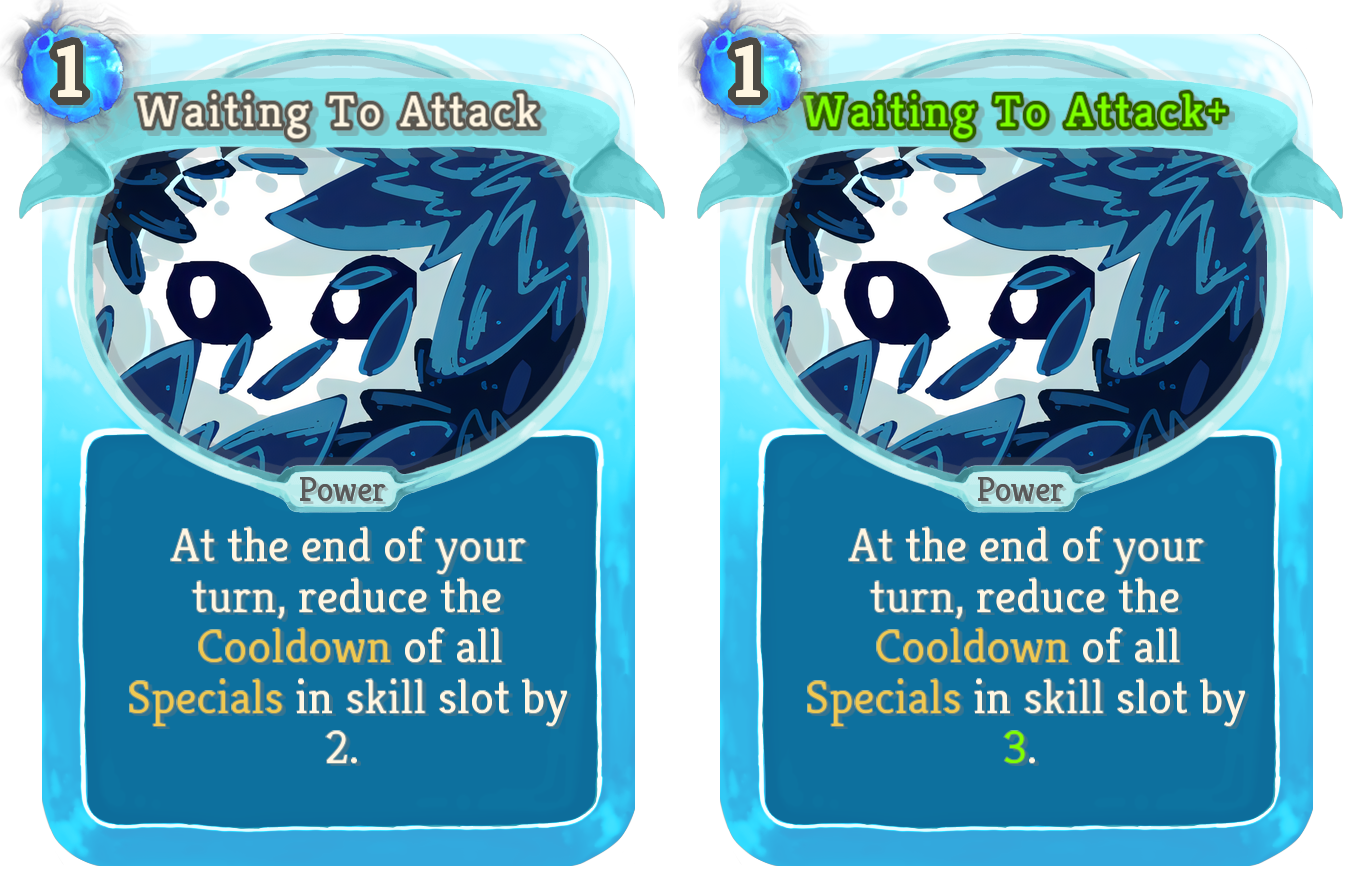 1
Waiting To Attack
Power
At the end of your
turn, reduce the
Cooldown of all
Specials in skill slot by
2.
1
Waiting To Attack+
Power
At the end of your
turn, reduce the
Cooldown of all
Specials in skill slot by
3.